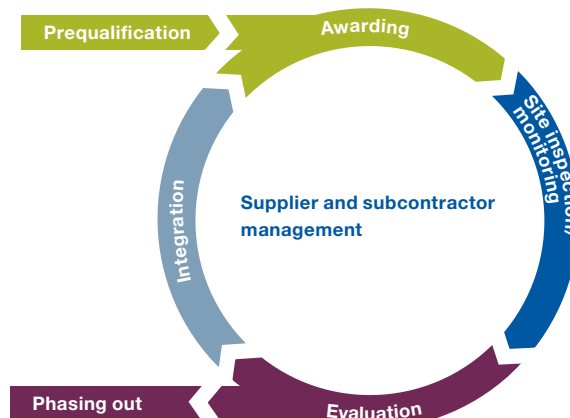 Prequalification
Awarding
Site inspection/
monitoring
Supplier and subcontractor
management
Integration
Phasing out
Evaluation